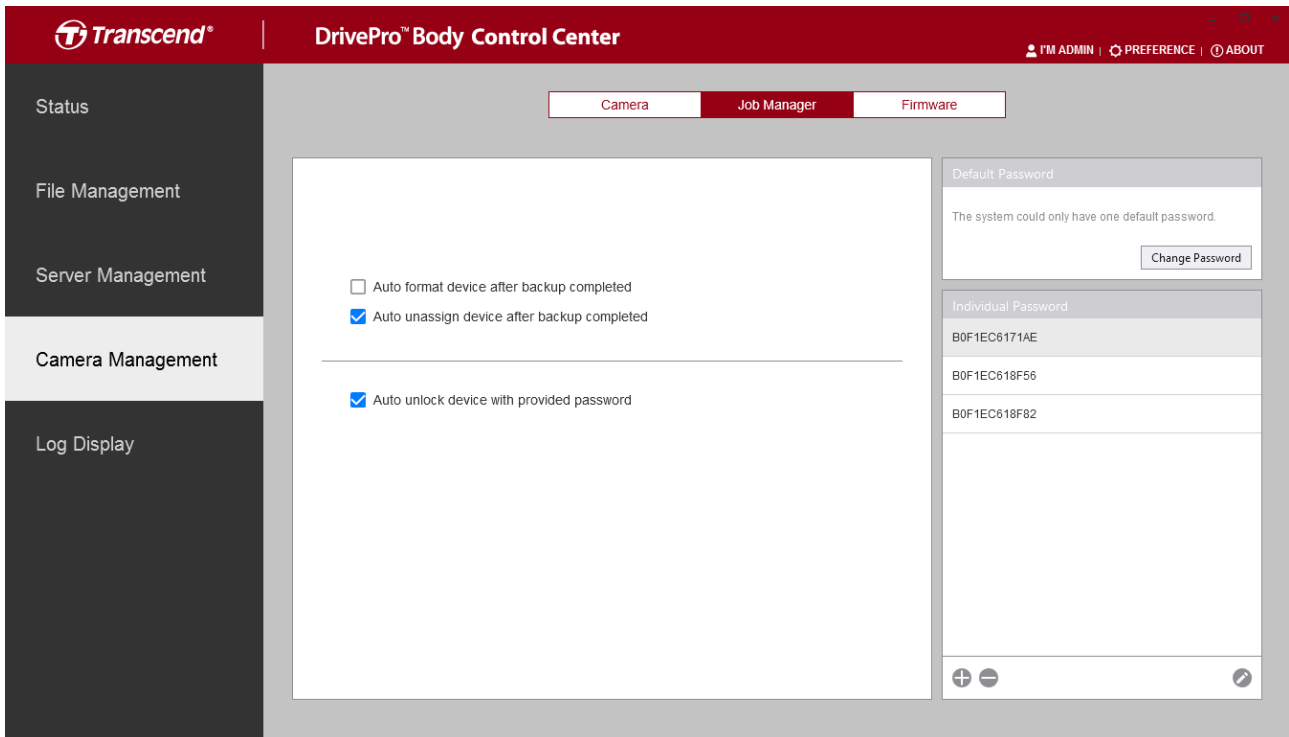 Transcend®
DrivePro™ Body Control Center
I'M ADMIN | PREFERENCE | ABOUT
Status
File Management
Server Management
Camera Management
Log Display
Camera
Job Manager
Firmware
Auto format device after backup completed
Auto unassign device after backup completed
Auto unlock device with provided password
Default Password
The system could only have one default password.
Change Password
Individual Password
B0F1EC6171AE
B0F1EC618F56
B0F1EC618F82